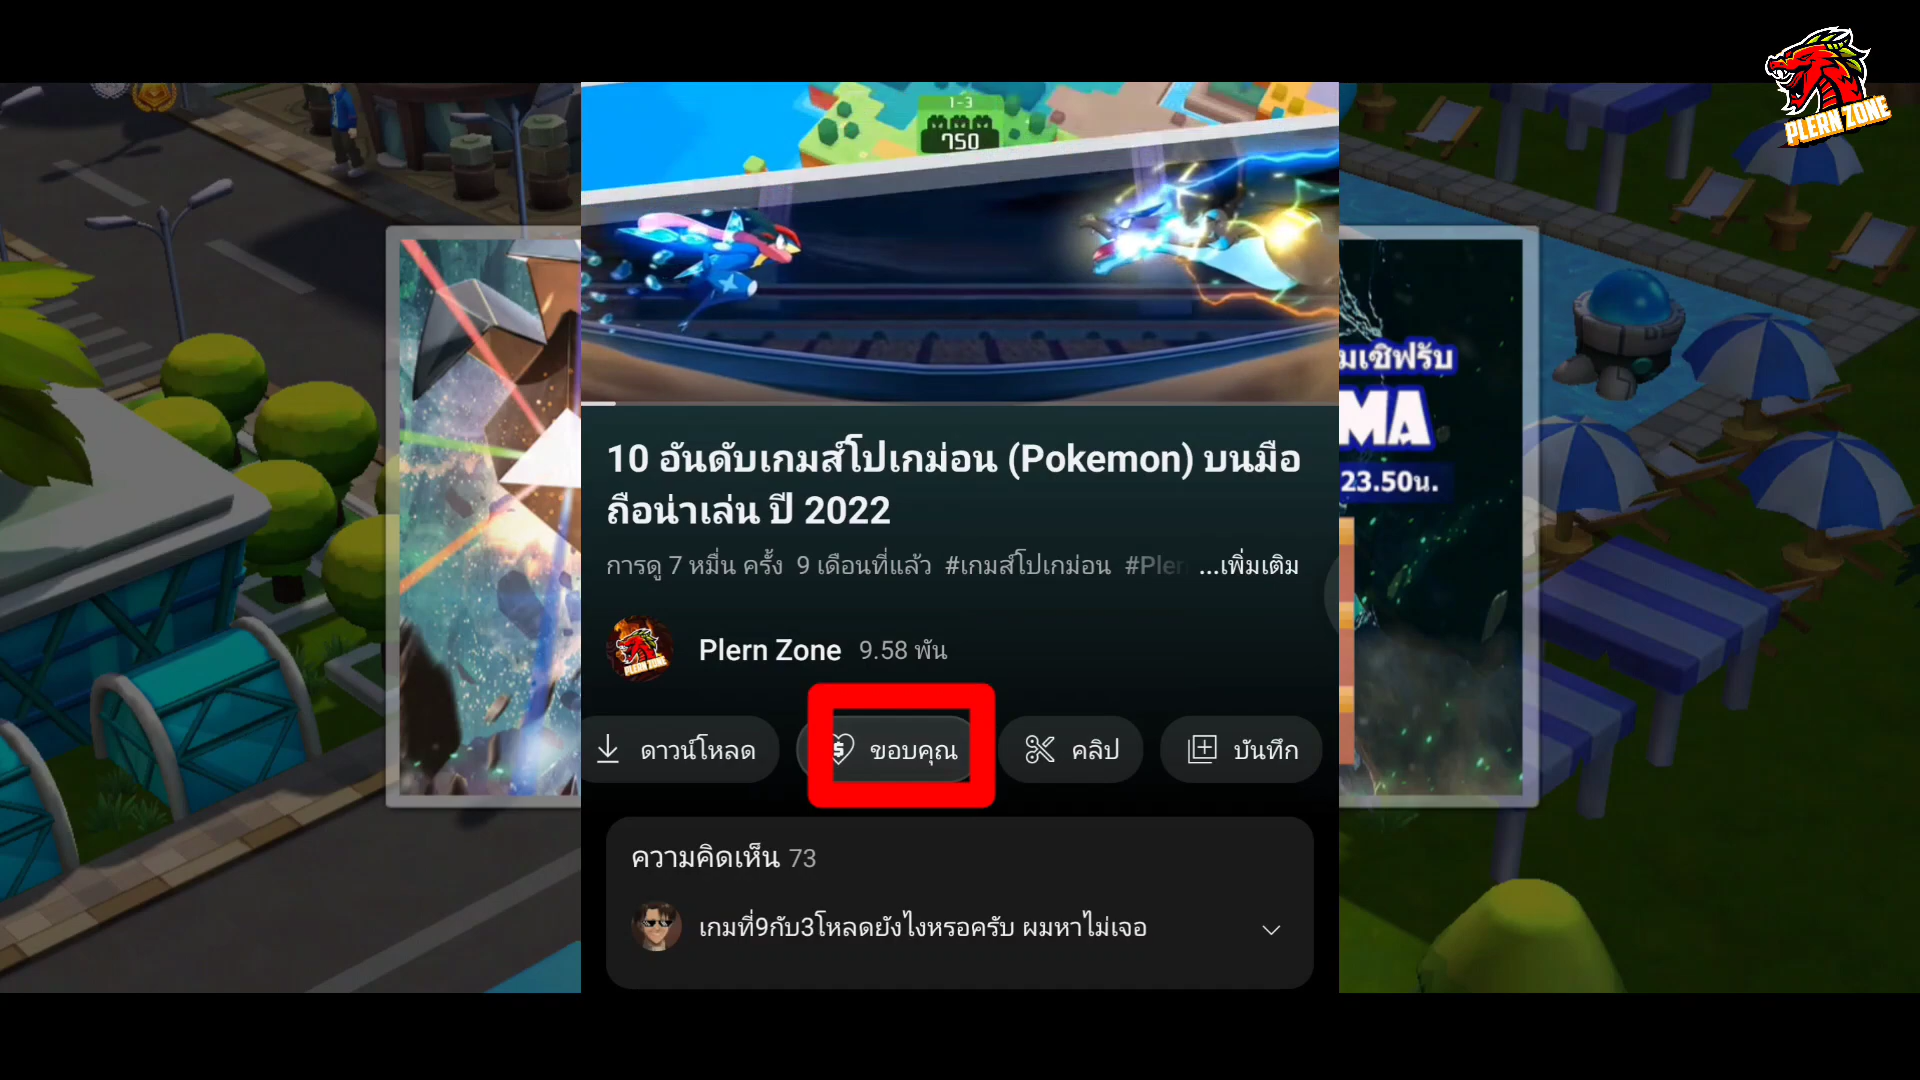 PLERN ZONE
1-3
750
มเชิฟรับ
MA
23.50น.
10 อันดับเกมส์โปเกม่อน (Pokemon) บนมือ
ถือน่าเล่น ปี 2022
การดู 7 หมื่น ครั้ง 9 เดือนที่แล้ว #เกมส์โปเกม่อน #Pler ...เพิ่มเติม
PLERN ZONE
Plern Zone 9.58 พัน
ดาวน์โหลด
ขอบคุณ
คลิป
บันทึก
ความคิดเห็น 73
เกมที่9กับ3โหลดยังไงหรอครับ ผมหาไม่เจอ